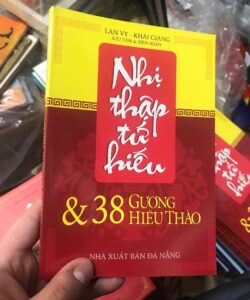 LAN VY - KHẢI GIANG
SƯU TẦM & BIÊN SOẠN
Nhị
thập
tứ
hiếu
& 38 GƯƠNG
HIẾU THẢO
NHÀ XUẤT BẢN ĐÀ NẴNG